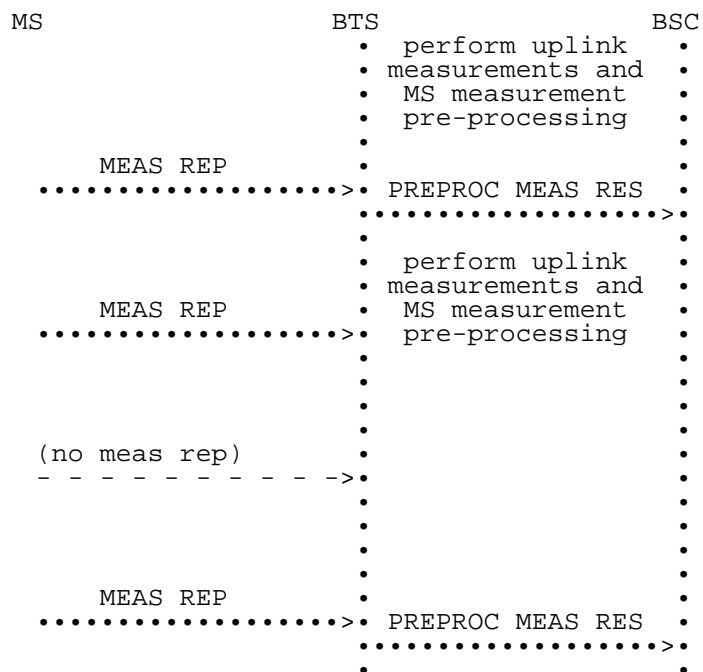 MS BTS BSC
perform uplink
measurements and
MS measurement
pre-processing
MEAS REP
PREPROC MEAS RES
perform uplink
measurements and
MEAS REP MS measurement
pre-processing
(no meas rep)
MEAS REP
PREPROC MEAS RES